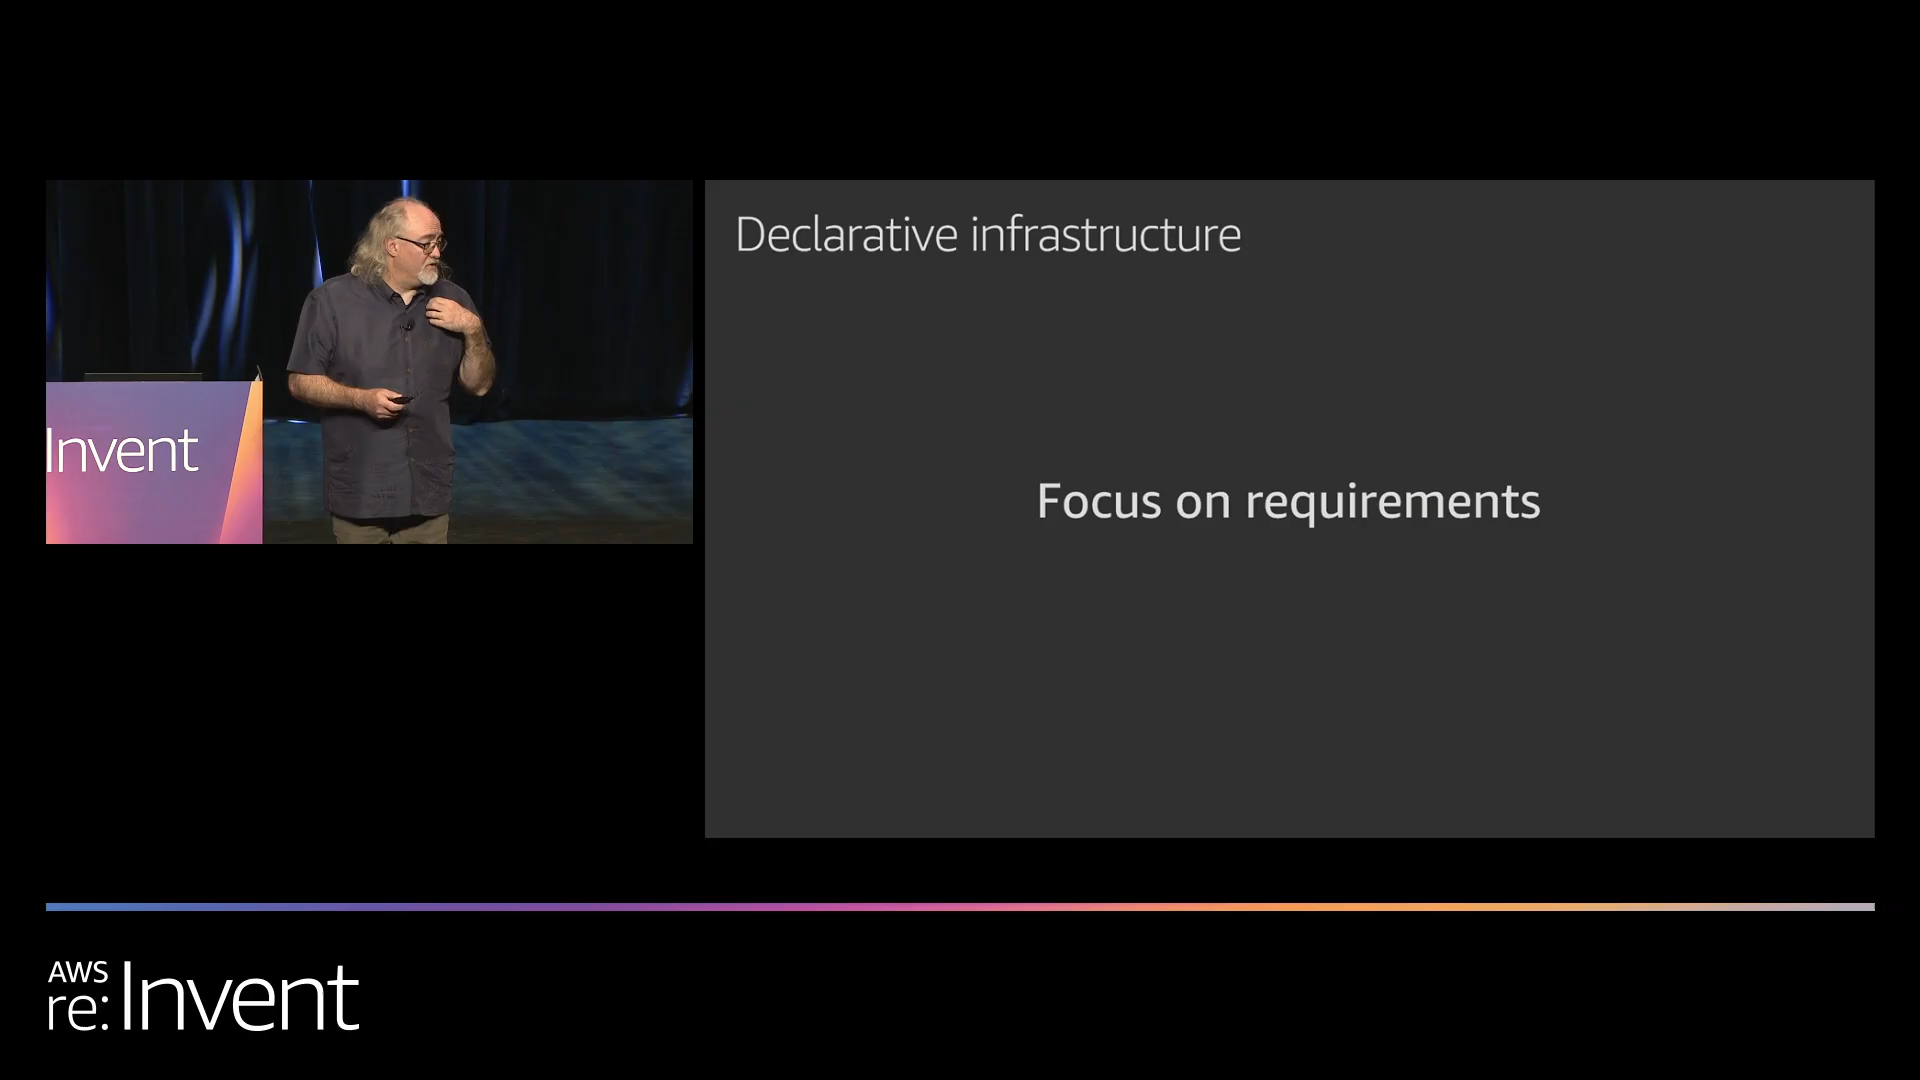 Invent
Declarative infrastructure
Focus on requirements
AWS
re:Invent